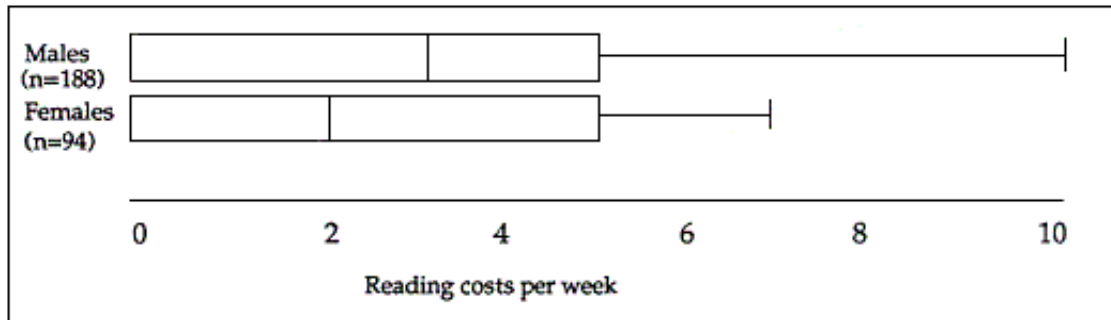 Males
(n=188)
Females
(n=94)
0 2 4 6 8 10
Reading costs per week